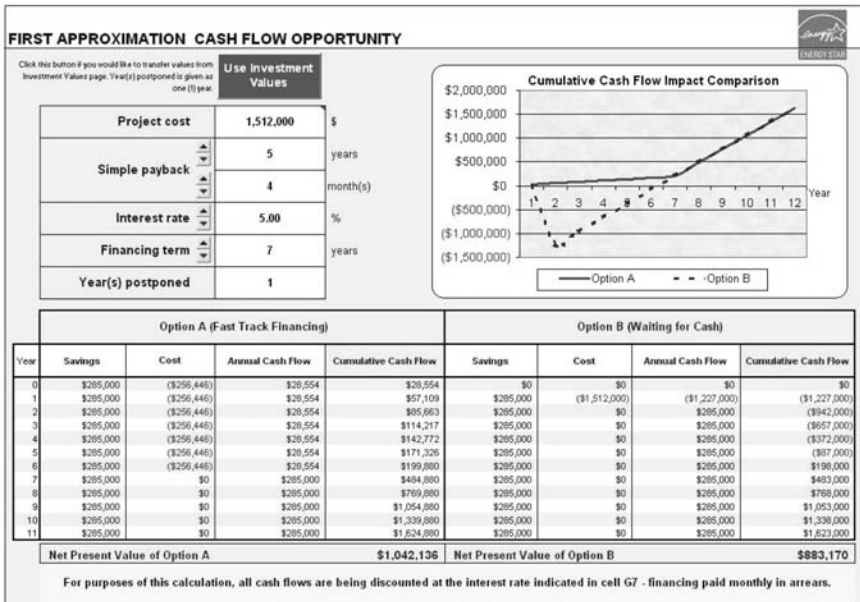 FIRST APPROXIMATION CASH FLOW OPPORTUNITY
ENERGY STAR
Click this button if you would like to transfer values from
Investment Values page. Year(s) postponed is given as
one (1) year.
Use Investment
Values
Project cost 1,512,000 $
Simple payback 5 years
4 month(s)
Interest rate 5.00 %
Financing term 7 years
Year(s) postponed 1
Cumulative Cash Flow Impact Comparison
$2,000,000
$1,500,000
$1,000,000
$500,000
$0
($500,000)
($1,000,000)
($1,500,000)
1 2 3 4 5 6 7 8 9 10 11 12
Year
Option A Option B
Option A (Fast Track Financing) Option B (Waiting for Cash)
Year Savings Cost Annual Cash Flow Cumulative Cash Flow Savings Cost Annual Cash Flow Cumulative Cash Flow
0 $285,000 ($256,446) $28,554 $28,554 $0 $0 $0 $0
1 $285,000 ($256,446) $28,554 $57,109 $285,000 ($1,512,000) ($1,227,000) ($1,227,000)
2 $285,000 ($256,446) $28,554 $85,663 $285,000 $0 $285,000 ($942,000)
3 $285,000 ($256,446) $28,554 $114,217 $285,000 $0 $285,000 ($657,000)
4 $285,000 ($256,446) $28,554 $142,772 $285,000 $0 $285,000 ($372,000)
5 $285,000 ($256,446) $28,554 $171,326 $285,000 $0 $285,000 ($87,000)
6 $285,000 ($256,446) $28,554 $199,880 $285,000 $0 $285,000 $198,000
7 $285,000 $0 $285,000 $484,880 $285,000 $0 $285,000 $483,000
8 $285,000 $0 $285,000 $769,880 $285,000 $0 $285,000 $768,000
9 $285,000 $0 $285,000 $1,054,880 $285,000 $0 $285,000 $1,053,000
10 $285,000 $0 $285,000 $1,339,880 $285,000 $0 $285,000 $1,338,000
11 $285,000 $0 $285,000 $1,624,880 $285,000 $0 $285,000 $1,623,000
Net Present Value of Option A $1,042,136 Net Present Value of Option B $883,170
For purposes of this calculation, all cash flows are being discounted at the interest rate indicated in cell G7 - financing paid monthly in arrears.